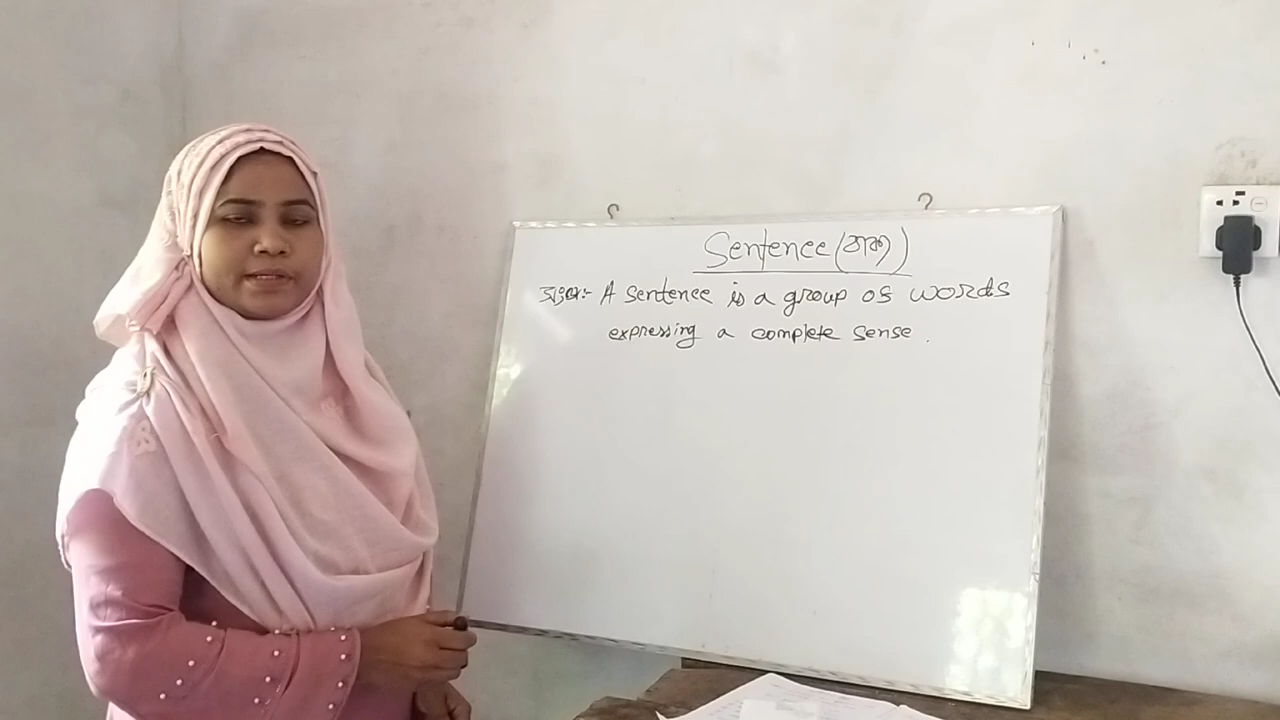 Sentence (বাক্য)
সংজ্ঞাঃ- A sentence is a group of words
expressing a complete sense.